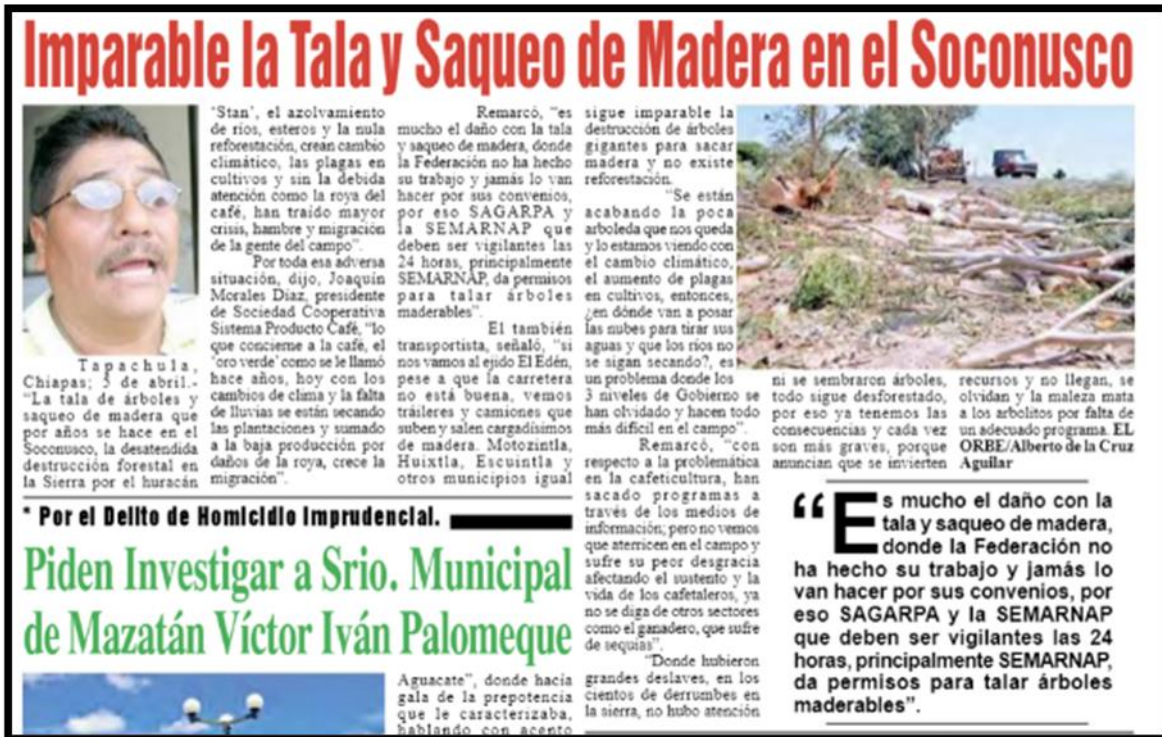 Imparable la Tala y Saqueo de Madera en el Soconusco
Tapachula,
Chiapas; 5 de abril.-
"La tala de árboles y
saqueo de madera que
por años se hace en el
Soconusco, la desatendida
destrucción forestal en
la Sierra por el huracán
'Stan', el azolvamiento
de ríos, esteros y la nula
reforestación, crean cambio
climático, las plagas en
cultivos y sin la debida
atención como la roya del
café, han traído mayor
crisis, hambre y migración
de la gente del campo".
Por toda esa adversa
situación, dijo, Joaquín
Morales Díaz, presidente
de Sociedad Cooperativa
Sistema Producto Café, "lo
que concierne a la café, el
'oro verde' como se le llamó
hace años, hoy con los
cambios de clima y la falta
de lluvias se están secando
las plantaciones y sumado
a la baja producción por
daños de la roya, crece la
migración".
Remarcó, "es
mucho el daño con la tala
y saqueo de madera, donde
la Federación no ha hecho
su trabajo y jamás lo van
hacer por sus convenios,
por eso SAGARPA y
la SEMARNAP que
deben ser vigilantes las
24 horas, principalmente
SEMARNAP, da permisos
para talar árboles
maderables".
El también
transportista, señaló, "si
nos vamos al ejido El Edén,
pese a que la carretera
no está buena, vemos
tráileres y camiones que
suben y salen cargadísimos
de madera. Motozintla,
Huixtla, Escuintla y
otros municipios igual
sigue imparable la
destrucción de árboles
gigantes para sacar
madera y no existe
reforestación.
"Se están
acabando la poca
arboleda que nos queda
y lo estamos viendo con
el cambio climático,
el aumento de plagas
en cultivos, entonces,
¿en dónde van a posar
las nubes para tirar sus
aguas y que los ríos no
se sigan secando?, es
un problema donde los
3 niveles de Gobierno se
han olvidado y hacen todo
más difícil en el campo".
Remarcó, "con
respecto a la problemática
en la cafeticultura, han
sacado programas a
través de los medios de
información; pero no vemos
que aterricen en el campo y
sufre su peor desgracia
afectando el sustento y la
vida de los cafetaleros, ya
no se diga de otros sectores
como el ganadero, que sufre
de sequías".
"Donde hubieron
grandes deslaves, en los
cientos de derrumbes en
la sierra, no hubo atención
ni se sembraron árboles,
todo sigue desforestado,
por eso ya tenemos las
consecuencias y cada vez
son más graves, porque
anuncian que se invierten
recursos y no llegan, se
olvidan y la maleza mata
a los arbolitos por falta de
un adecuado programa. EL
ORBE/Alberto de la Cruz
Aguilar
"Es mucho el daño con la
tala y saqueo de madera,
donde la Federación no
ha hecho su trabajo y jamás lo
van hacer por sus convenios, por
eso SAGARPA y la SEMARNAP
que deben ser vigilantes las 24
horas, principalmente SEMARNAP,
da permisos para talar árboles
maderables".
* Por el Delito de Homicidio Imprudencial.
Piden Investigar a Srio. Municipal
de Mazatán Víctor Iván Palomeque
Aguacate", donde hacía
gala de la prepotencia
que le caracterizaba,
hablando con acento